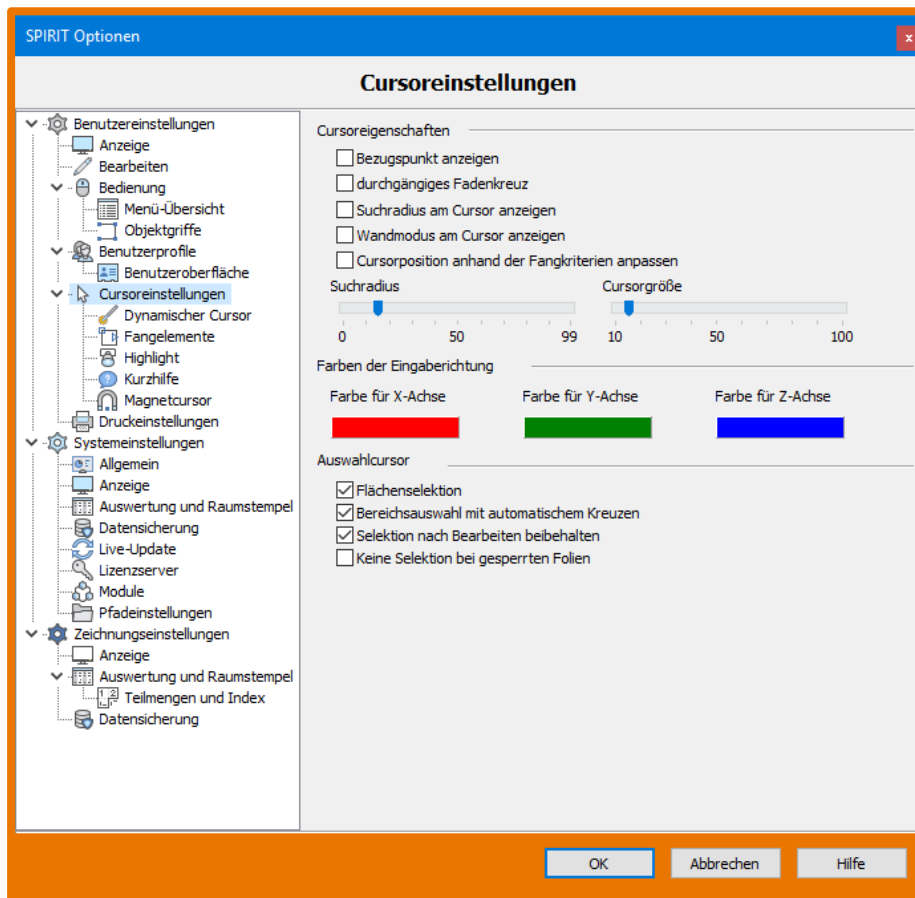 SPIRIT Optionen
x
Cursoreinstellungen
Benutzereinstellungen
Anzeige
Bearbeiten
Bedienung
Menü-Übersicht
Objektgriffe
Benutzerprofile
Benutzeroberfläche
Cursoreinstellungen
Dynamischer Cursor
Fangelemente
Highlight
Kurzhilfe
Magnetcursor
Druckeinstellungen
Systemeinstellungen
Allgemein
Anzeige
Auswertung und Raumstempel
Datensicherung
Live-Update
Lizenzserver
Module
Pfadeinstellungen
Zeichnungseinstellungen
Anzeige
Auswertung und Raumstempel
Teilmengen und Index
Datensicherung
Cursoreigenschaften
Bezugspunkt anzeigen
durchgängiges Fadenkreuz
Suchradius am Cursor anzeigen
Wandmodus am Cursor anzeigen
Cursorposition anhand der Fangkriterien anpassen
Suchradius Cursorgröße
0 50 99 10 50 100
Farben der Eingaberichtung
Farbe für X-Achse Farbe für Y-Achse Farbe für Z-Achse
Auswahlcursor
Flächenselektion
Bereichsauswahl mit automatischem Kreuzen
Selektion nach Bearbeiten beibehalten
Keine Selektion bei gesperrten Folien
OK Abbrechen Hilfe